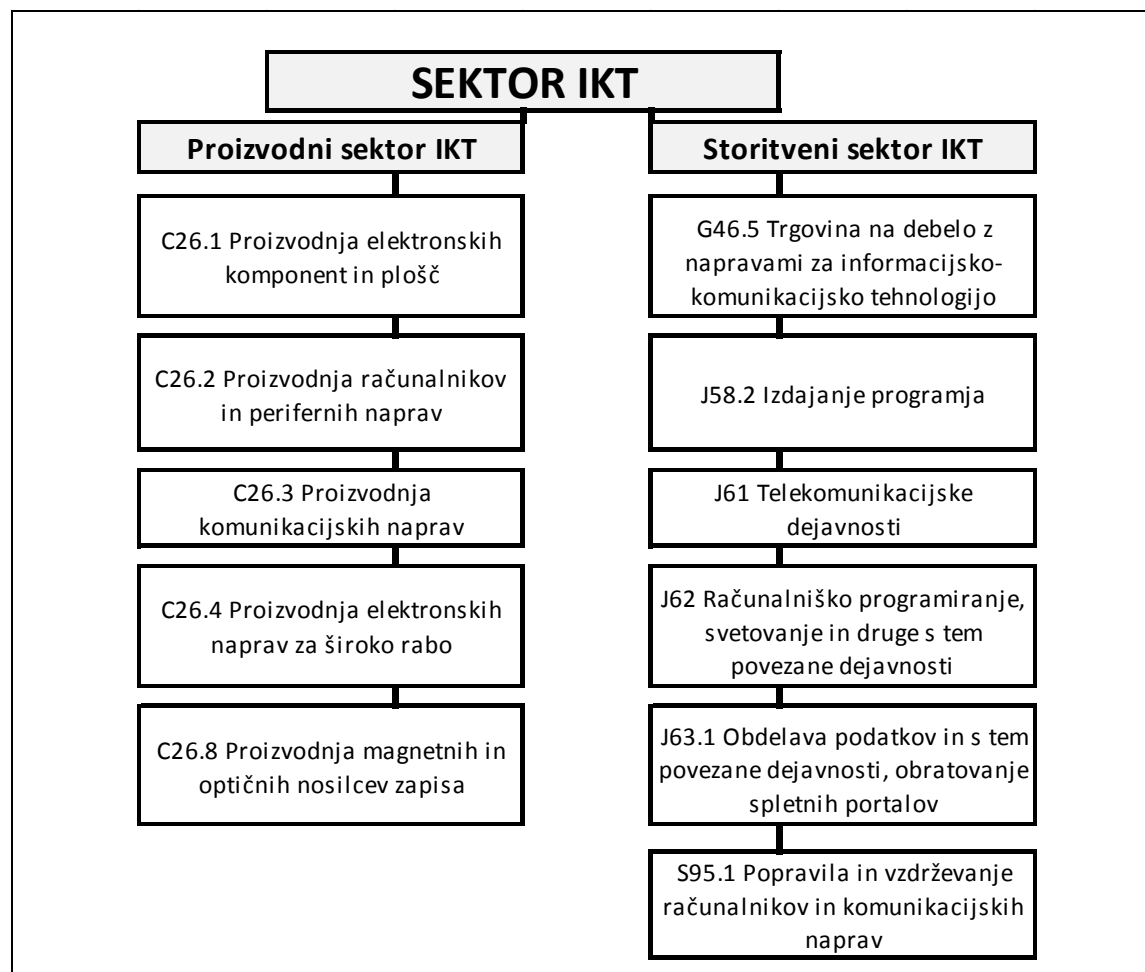 SEKTOR IKT
Proizvodni sektor IKT
C26.1 Proizvodnja elektronskih
komponent in plošč
C26.2 Proizvodnja računalnikov
in perifernih naprav
C26.3 Proizvodnja
komunikacijskih naprav
C26.4 Proizvodnja elektronskih
naprav za široko rabo
C26.8 Proizvodnja magnetnih in
optičnih nosilcev zapisa
Storitveni sektor IKT
G46.5 Trgovina na debelo z
napravami za informacijsko-
komunikacijsko tehnologijo
J58.2 Izdajanje programja
J61 Telekomunikacijske
dejavnosti
J62 Računalniško programiranje,
svetovanje in druge s tem
povezane dejavnosti
J63.1 Obdelava podatkov in s tem
povezane dejavnosti, obratovanje
spletnih portalov
S95.1 Popravila in vzdrževanje
računalnikov in komunikacijskih
naprav